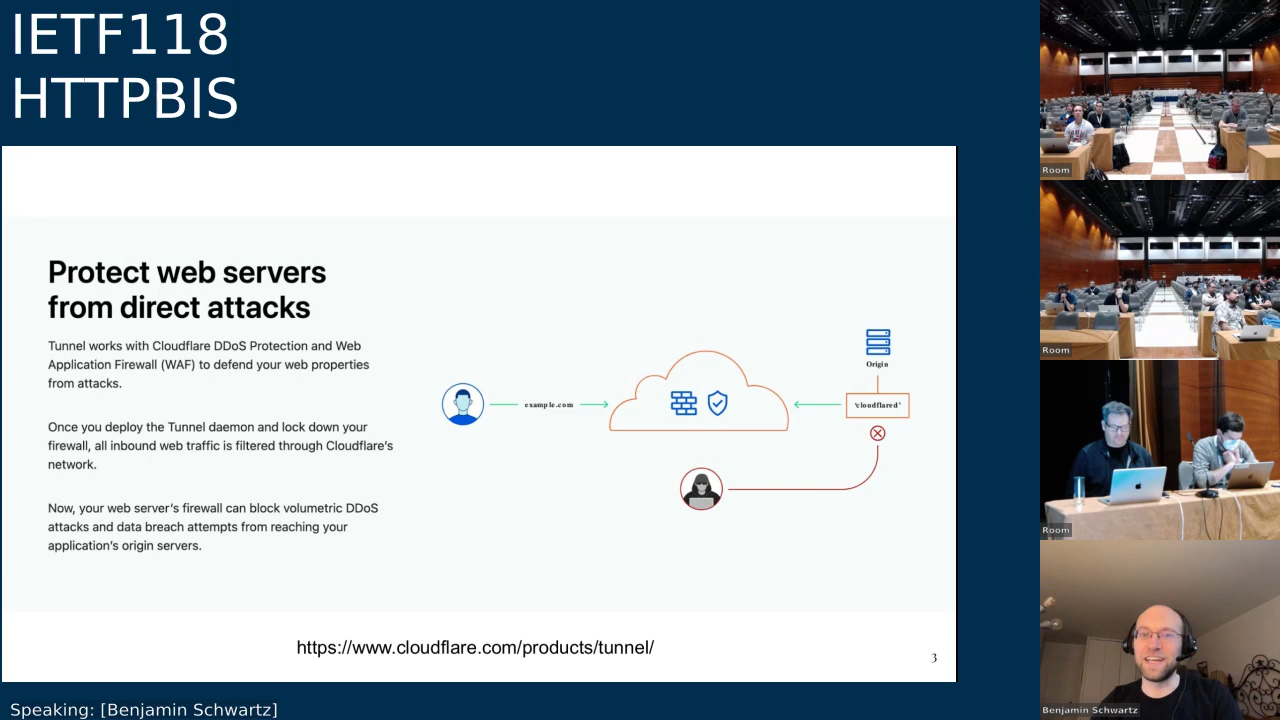 IETF118
HTTPBIS
Protect web servers
from direct attacks
Tunnel works with Cloudflare DDoS Protection and Web
Application Firewall (WAF) to defend your web properties
from attacks.
Once you deploy the Tunnel daemon and lock down your
firewall, all inbound web traffic is filtered through Cloudflare's
network.
Now, your web server's firewall can block volumetric DDoS
attacks and data breach attempts from reaching your
application's origin servers.
example.com
Origin
'cloudflared'
https://www.cloudflare.com/products/tunnel/
3
Speaking: [Benjamin Schwartz]
Room
Room
Room
Benjamin Schwartz